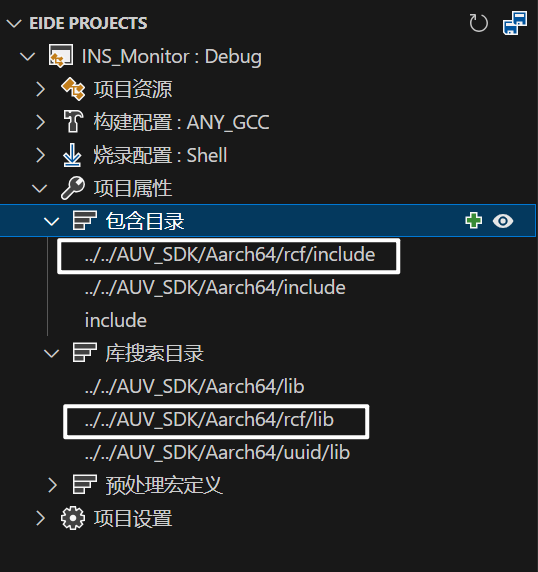 EIDE PROJECTS
INS_Monitor : Debug
项目资源
构建配置 : ANY_GCC
烧录配置 : Shell
项目属性
包含目录
../../AUV_SDK/Aarch64/rcf/include
../../AUV_SDK/Aarch64/include
include
库搜索目录
../../AUV_SDK/Aarch64/lib
../../AUV_SDK/Aarch64/rcf/lib
../../AUV_SDK/Aarch64/uuid/lib
预处理宏定义
项目设置